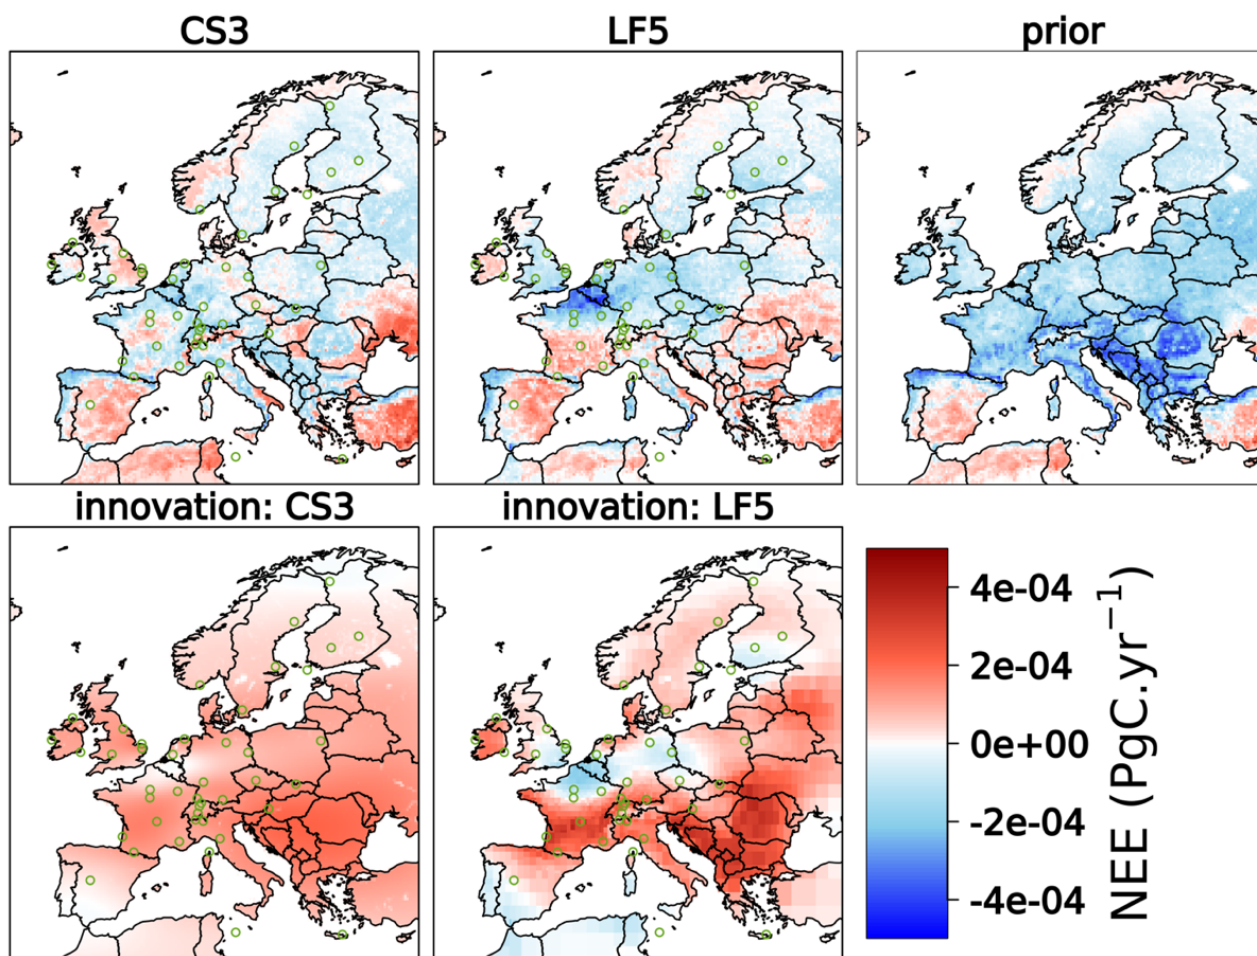 CS3
LF5
prior
innovation: CS3
innovation: LF5
4e-04
2e-04
0e+00
-2e-04
-4e-04
NEE (PgC.yr⁻¹)